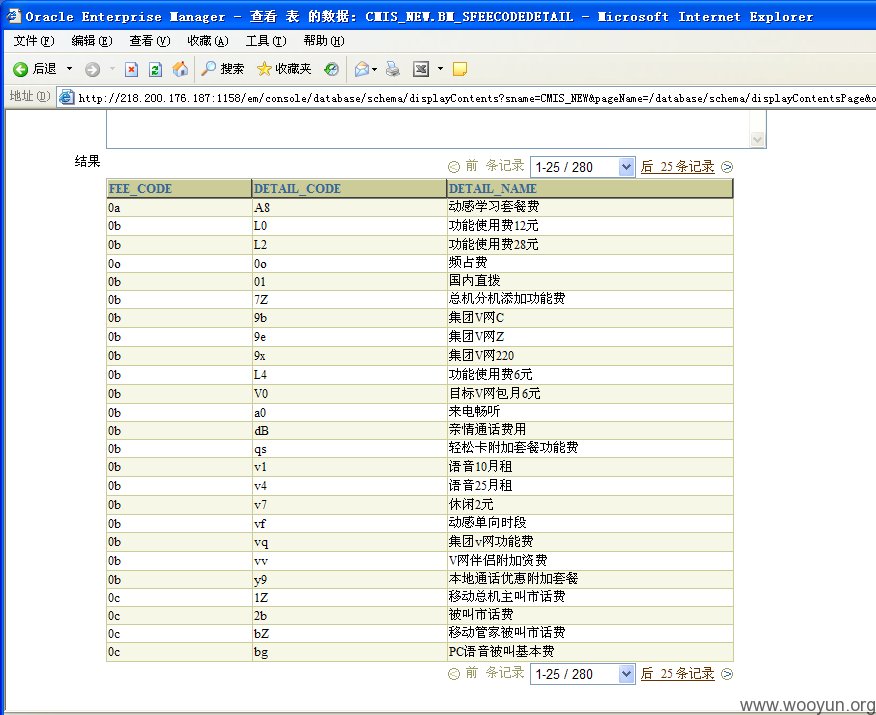 Oracle Enterprise Manager - 查看 表 的数据: CMIS_NEW.BM_SFEECODEDETAIL - Microsoft Internet Explorer
文件(F) 编辑(E) 查看(V) 收藏(A) 工具(T) 帮助(H)
后退 搜索 收藏夹
地址(D) http://218.200.176.187:1158/em/console/database/schema/displayContents?sname=CMIS_NEW&pageName=/database/schema/displayContentsPage&o
结果 前 条记录 1-25 / 280 后 25条记录
FEE_CODE DETAIL_CODE DETAIL_NAME
0a A8 动感学习套餐费
0b L0 功能使用费12元
0b L2 功能使用费28元
0o 0o 频占费
0b 01 国内直拨
0b 7Z 总机分机添加功能费
0b 9b 集团V网C
0b 9e 集团V网Z
0b 9x 集团V网220
0b L4 功能使用费6元
0b V0 目标V网包月6元
0b a0 来电畅听
0b dB 亲情通话费用
0b qs 轻松卡附加套餐功能费
0b v1 语音10月租
0b v4 语音25月租
0b v7 休闲2元
0b vf 动感单向时段
0b vq 集团v网功能费
0b vv V网伴侣附加资费
0b y9 本地通话优惠附加套餐
0c 1Z 移动总机主叫市话费
0c 2b 被叫市话费
0c bZ 移动管家被叫市话费
0c bg PC语音被叫基本费
前 条记录 1-25 / 280 后 25条记录
www.wooyun.org